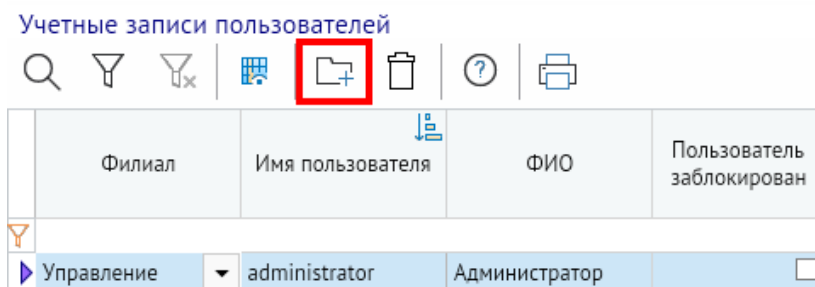 Учетные записи пользователей
Филиал
Имя пользователя
ФИО
Пользователь
заблокирован
Управление
administrator
Администратор